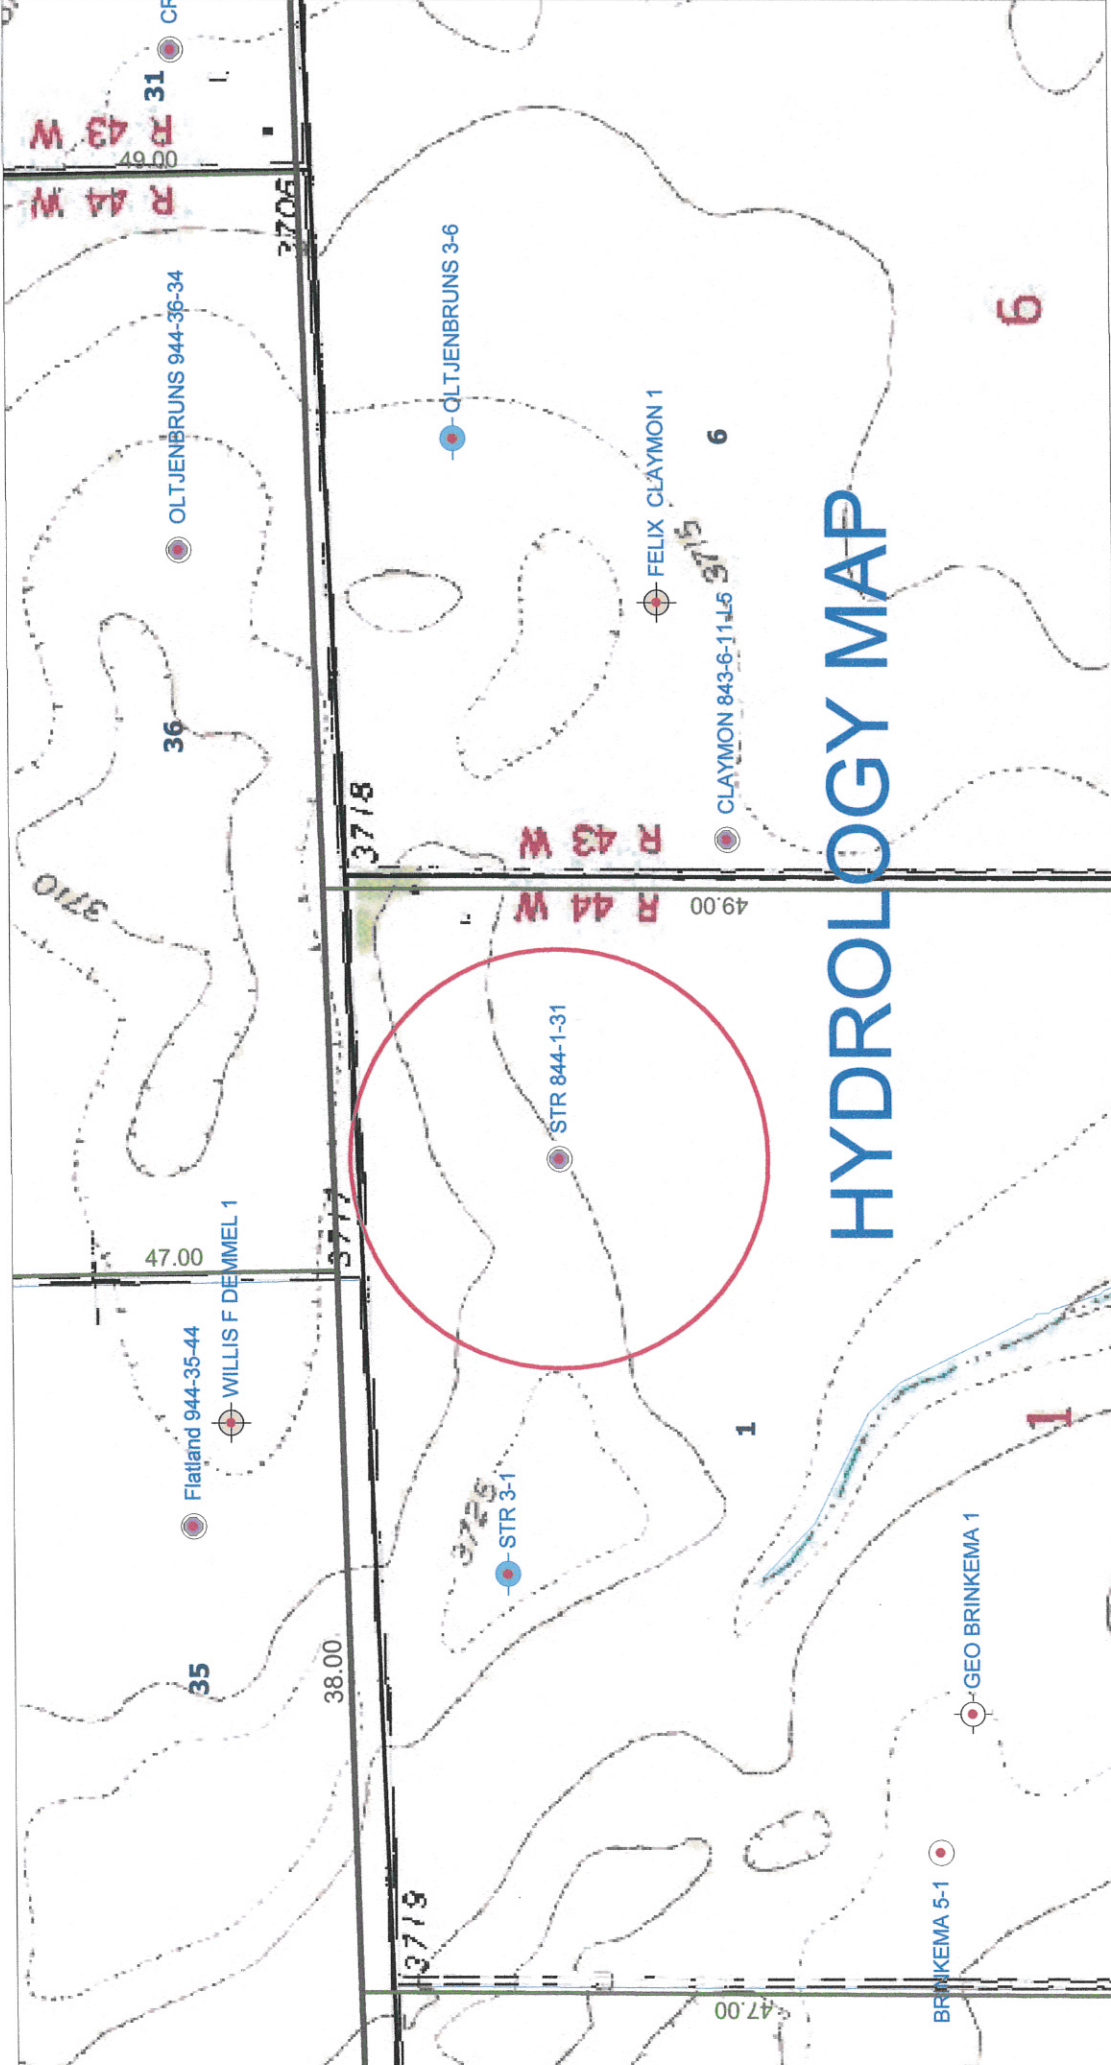 35
Flatland 944-35-44
WILLIS F DEMMEL 1
47.00
3710
36
OLTJENBRUNS 944-36-34
R 44 W
49.00
R 43 W
31
CR
38.00
3719
3717
3718
3706
3725
STR 3-1
STR 844-1-31
R 44 W
R 43 W
49.00
OLTJENBRUNS 3-6
FELIX CLAYMON 1
3715
CLAYMON 843-6-11-L5
6
47.00
1
HYDROLOGY MAP
BRINKEMA 5-1
GEO BRINKEMA 1
1
6